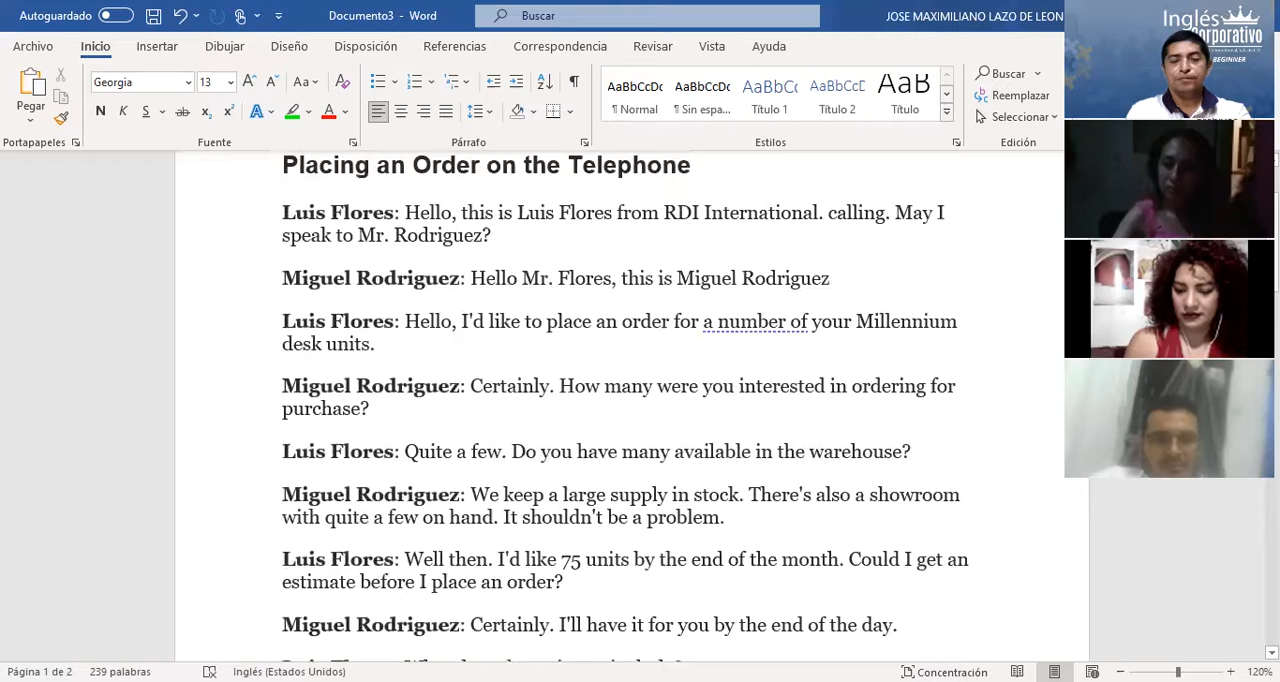 Autoguardado
Documento3 - Word
Buscar
JOSE MAXIMILIANO LAZO DE LEON
Archivo Inicio Insertar Dibujar Diseño Disposición Referencias Correspondencia Revisar Vista Ayuda
Pegar
Georgia 13
N K S ab x₂ x²
Aa
AaBbCcDc AaBbCcDc AaBbCc AaBbCcD AaB
¶ Normal ¶ Sin espa... Título 1 Título 2 Título
Buscar
Reemplazar
Seleccionar
Portapapeles Fuente Párrafo Estilos Edición
Inglés
Corporativo
BEGINNER
Placing an Order on the Telephone
Luis Flores: Hello, this is Luis Flores from RDI International. calling. May I
speak to Mr. Rodriguez?
Miguel Rodriguez: Hello Mr. Flores, this is Miguel Rodriguez
Luis Flores: Hello, I'd like to place an order for a number of your Millennium
desk units.
Miguel Rodriguez: Certainly. How many were you interested in ordering for
purchase?
Luis Flores: Quite a few. Do you have many available in the warehouse?
Miguel Rodriguez: We keep a large supply in stock. There's also a showroom
with quite a few on hand. It shouldn't be a problem.
Luis Flores: Well then. I'd like 75 units by the end of the month. Could I get an
estimate before I place an order?
Miguel Rodriguez: Certainly. I'll have it for you by the end of the day.
Página 1 de 2 239 palabras Inglés (Estados Unidos) Concentración 120%